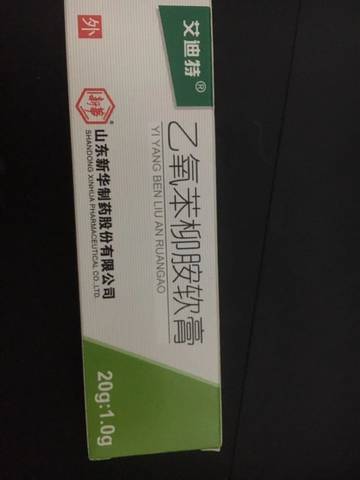 艾迪特®
乙氧苯柳胺软膏
YI YANG BEN LIU AN RUANGAO
外
新华®
山东新华制药股份有限公司
SHANDONG XINHUA PHARMACEUTICAL CO.,LTD.
20g:1.0g